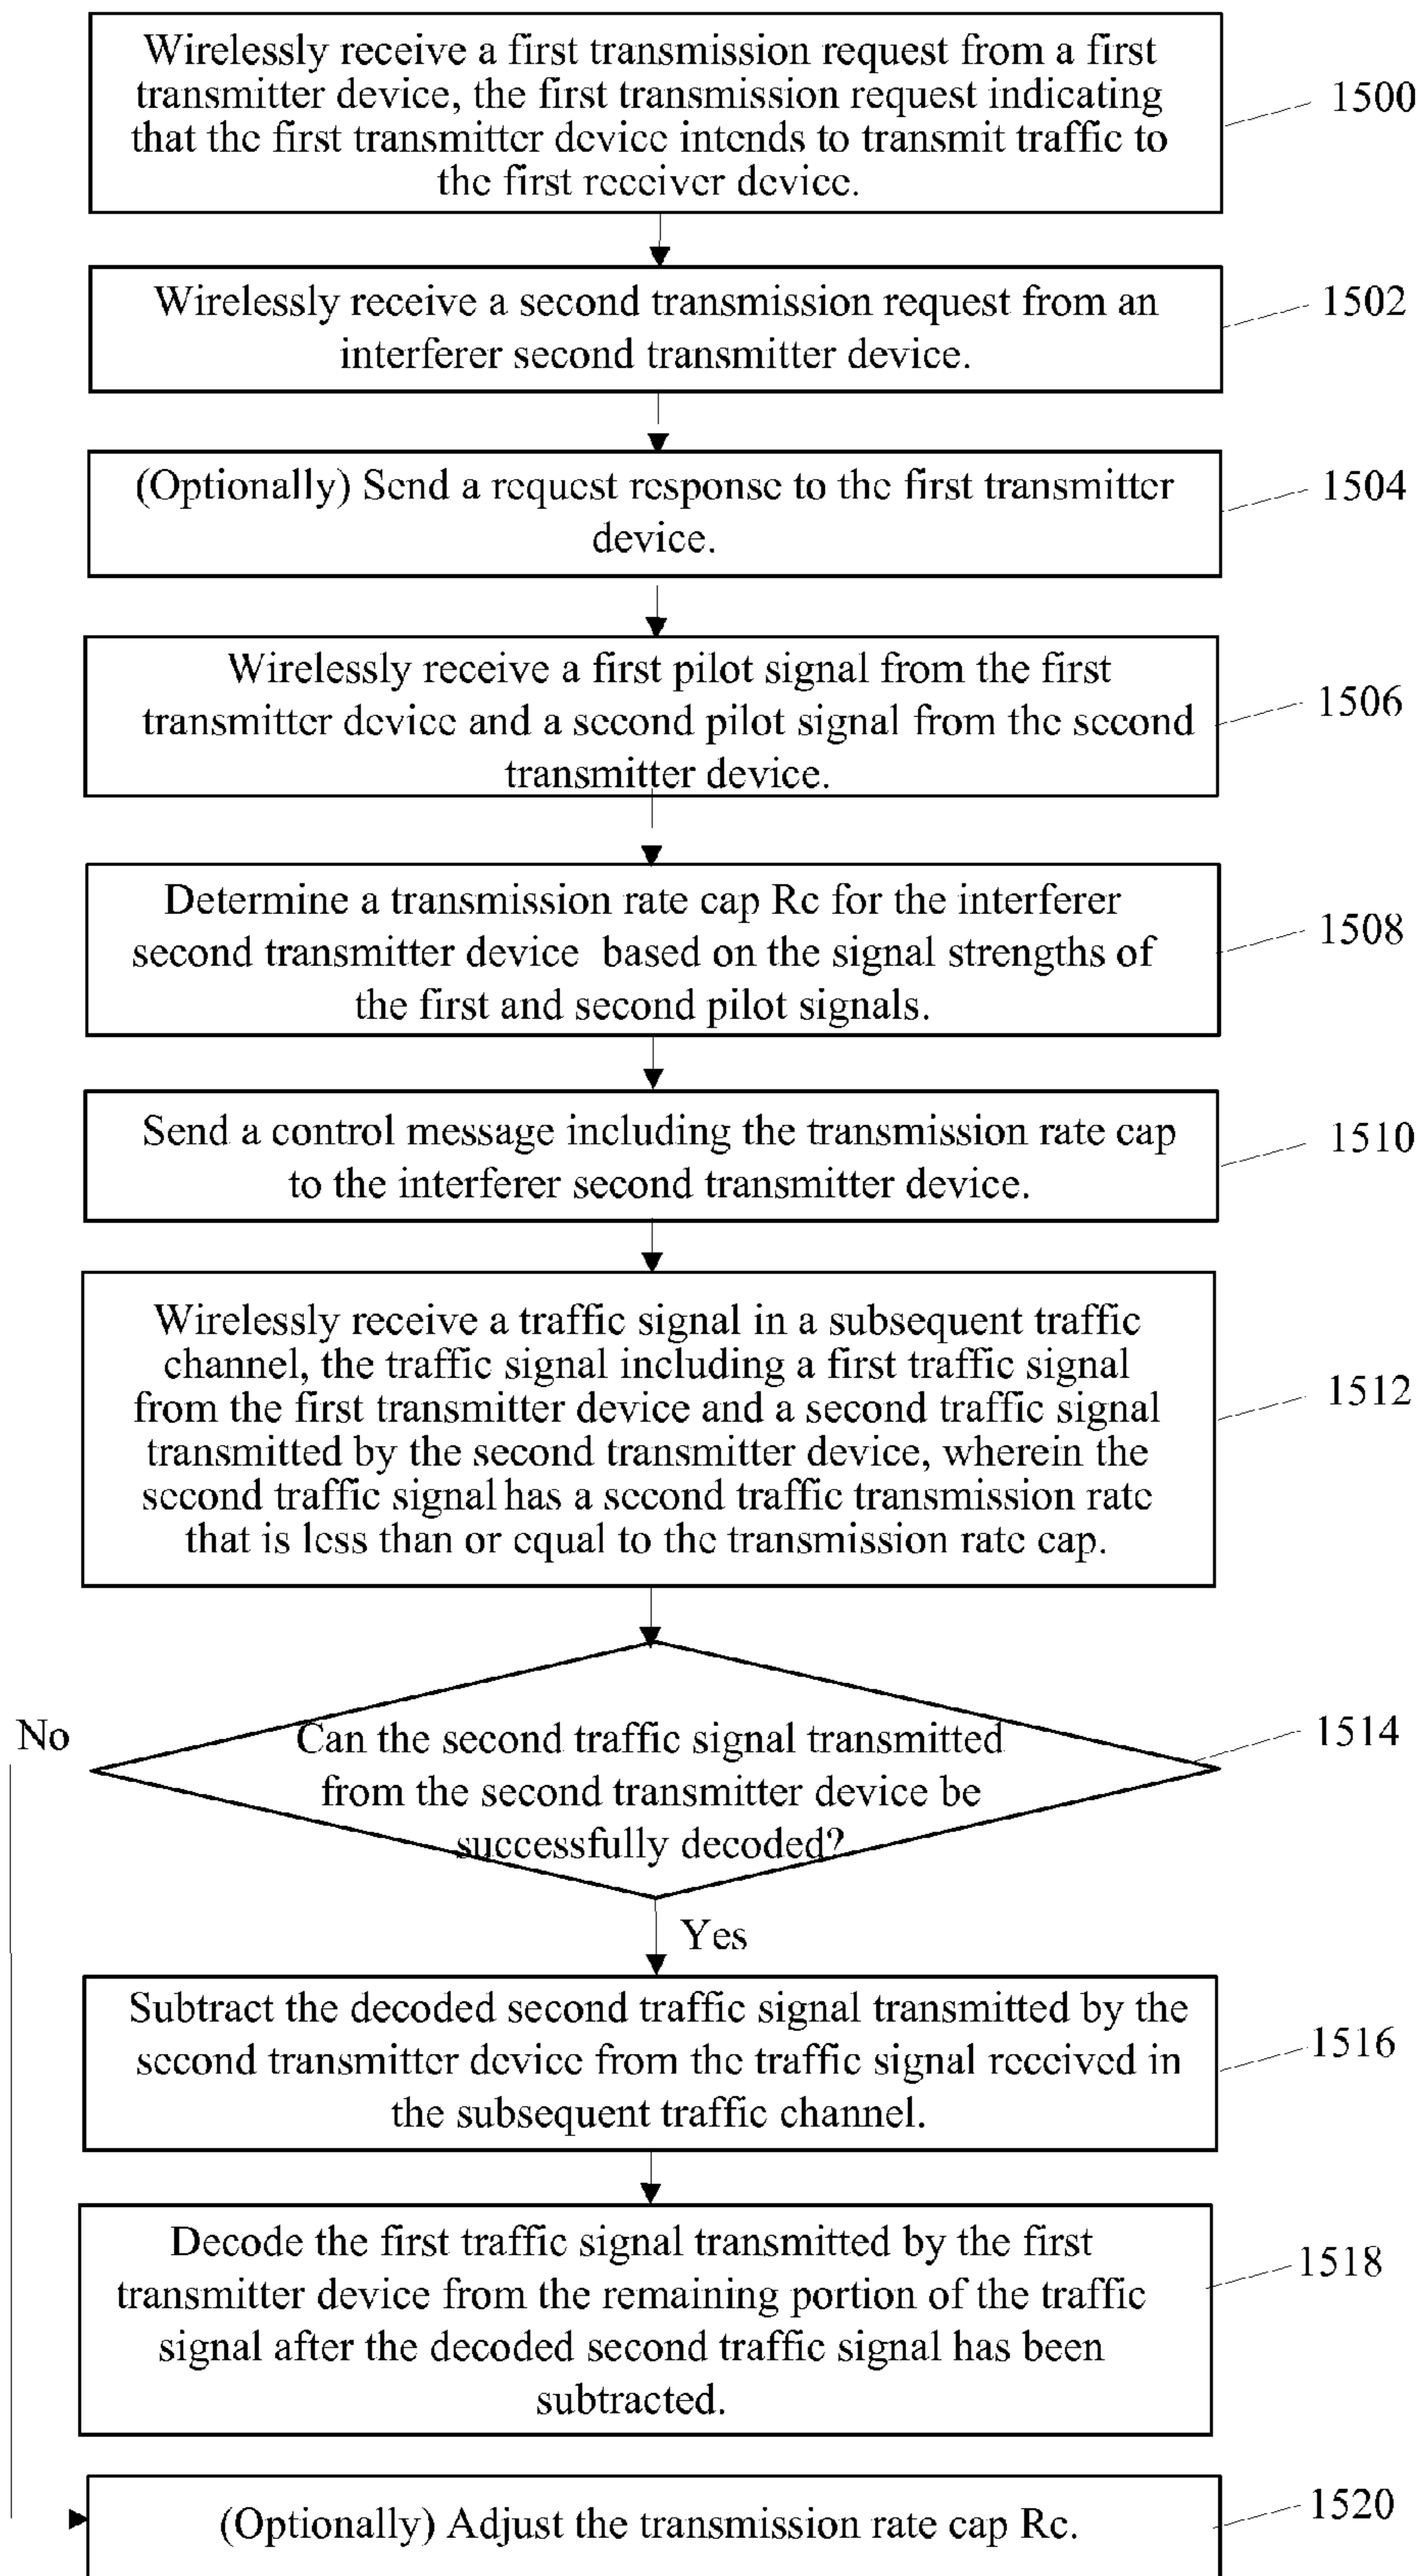 Wirelessly receive a first transmission request from a first
transmitter device, the first transmission request indicating
that the first transmitter device intends to transmit traffic to
the first receiver device.
1500
Wirelessly receive a second transmission request from an
interferer second transmitter device.
1502
(Optionally) Send a request response to the first transmitter
device.
1504
Wirelessly receive a first pilot signal from the first
transmitter device and a second pilot signal from the second
transmitter device.
1506
Determine a transmission rate cap Rc for the interferer
second transmitter device based on the signal strengths of
the first and second pilot signals.
1508
Send a control message including the transmission rate cap
to the interferer second transmitter device.
1510
Wirelessly receive a traffic signal in a subsequent traffic
channel, the traffic signal including a first traffic signal
from the first transmitter device and a second traffic signal
transmitted by the second transmitter device, wherein the
second traffic signal has a second traffic transmission rate
that is less than or equal to the transmission rate cap.
1512
No
Can the second traffic signal transmitted
from the second transmitter device be
successfully decoded?
1514
Yes
Subtract the decoded second traffic signal transmitted by the
second transmitter device from the traffic signal received in
the subsequent traffic channel.
1516
Decode the first traffic signal transmitted by the first
transmitter device from the remaining portion of the traffic
signal after the decoded second traffic signal has been
subtracted.
1518
(Optionally) Adjust the transmission rate cap Rc.
1520